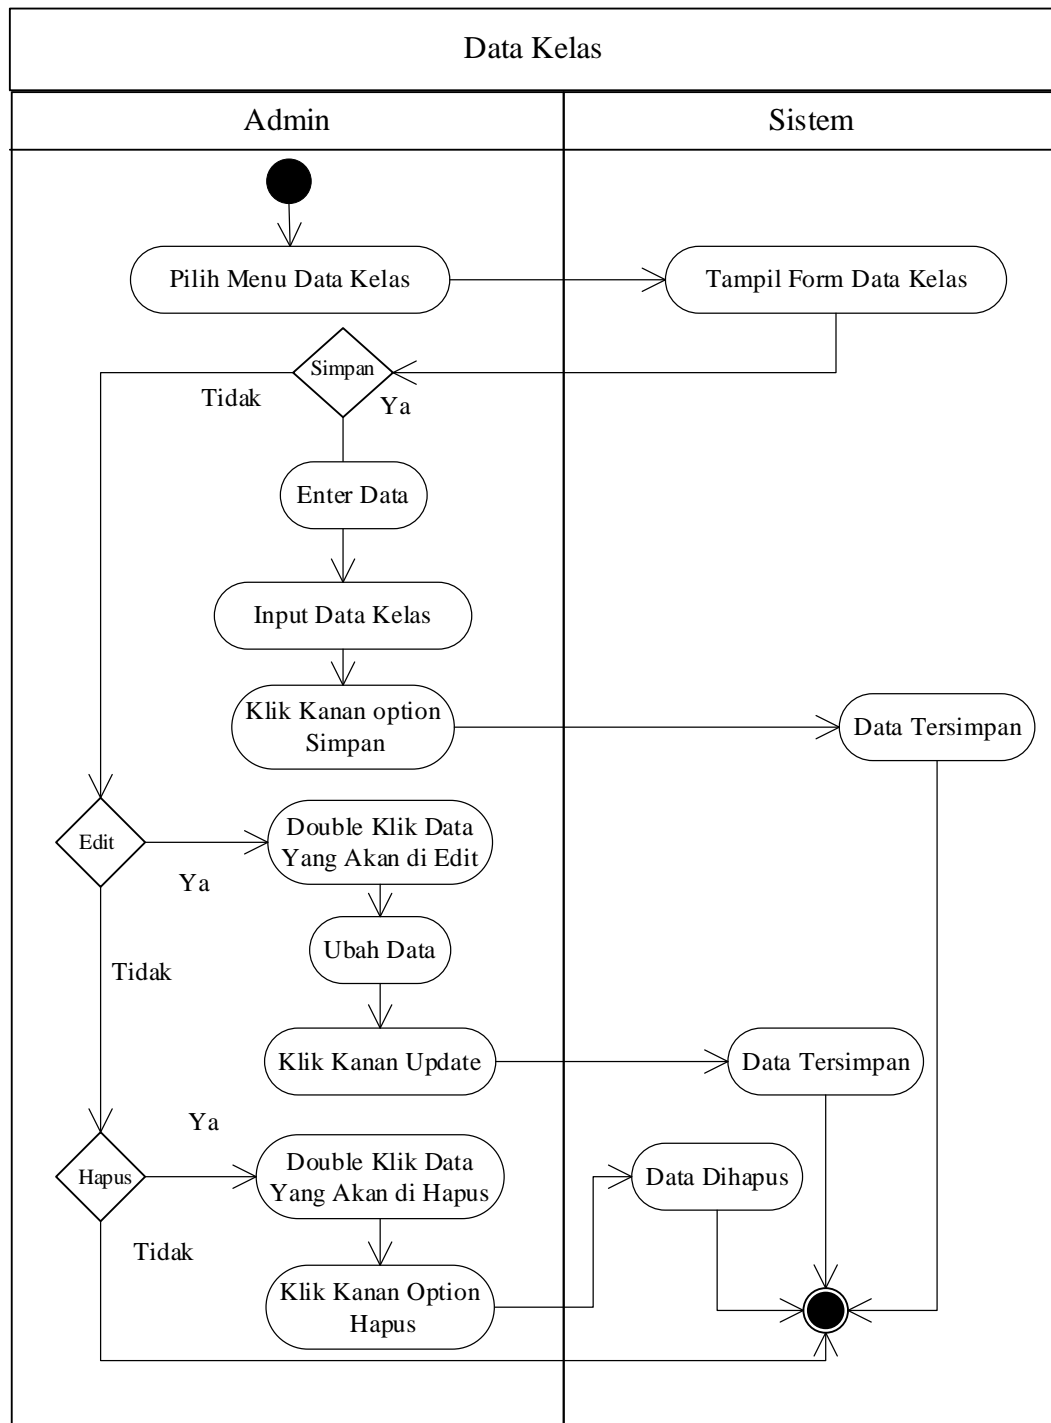 Data Kelas
Admin
Sistem
Pilih Menu Data Kelas
Tampil Form Data Kelas
Simpan
Tidak
Ya
Enter Data
Input Data Kelas
Klik Kanan option
Simpan
Data Tersimpan
Edit
Ya
Double Klik Data
Yang Akan di Edit
Ubah Data
Tidak
Klik Kanan Update
Data Tersimpan
Ya
Hapus
Double Klik Data
Yang Akan di Hapus
Data Dihapus
Tidak
Klik Kanan Option
Hapus